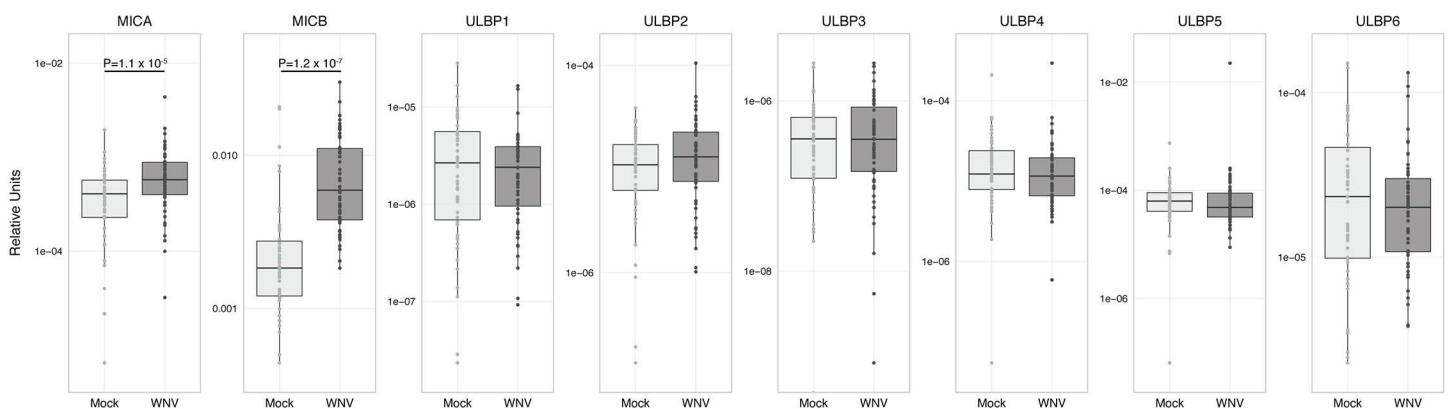 MICA MICB ULBP1 ULBP2 ULBP3 ULBP4 ULBP5 ULBP6
P=1.1 x 10-5 P=1.2 x 10-7
Relative Units
1e−02
1e−04
0.010
0.001
1e−05
1e−06
1e−07
1e−04
1e−06
1e−06
1e−08
1e−04
1e−06
1e−02
1e−04
1e−06
1e−04
1e−05
Mock WNV Mock WNV Mock WNV Mock WNV Mock WNV Mock WNV Mock WNV Mock WNV